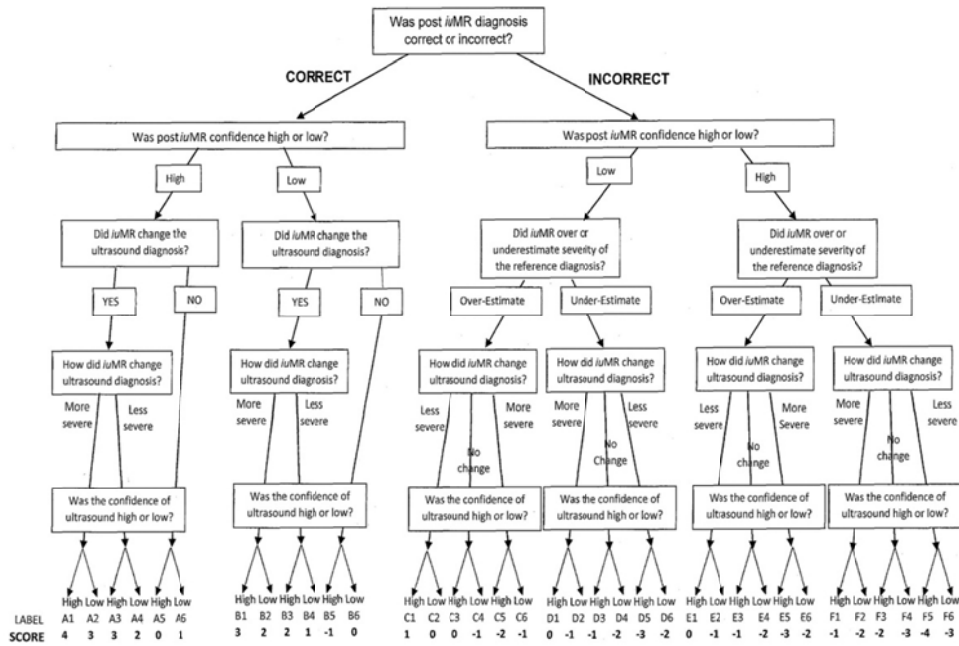 Was post iuMR diagnosis
correct or incorrect?
CORRECT
INCORRECT
Was post iuMR confidence high or low?
Was post iuMR confidence high or low?
High
Low
Low
High
Did iuMR change the
ultrasound diagnosis?
Did iuMR change the
ultrasound diagnosis?
Did iuMR over or
underestimate severity of
the reference diagnosis?
Did iuMR over or
underestimate severity of
the reference diagnosis?
YES
NO
YES
NO
Over-Estimate
Under-Estimate
Over-Estimate
Under-Estimate
How did iuMR change
ultrasound diagnosis?
How did iuMR change
ultrasound diagnosis?
How did iuMR change
ultrasound diagnosis?
How did iuMR change
ultrasound diagnosis?
How did iuMR change
ultrasound diagnosis?
How did iuMR change
ultrasound diagnosis?
More
severe
Less
severe
More
severe
Less
severe
Less
severe
No
change
More
severe
More
severe
No
Change
Less
severe
Less
severe
No
change
More
Severe
More
severe
No
change
Less
severe
Was the confidence of
ultrasound high or low?
Was the confidence of
ultrasound high or low?
Was the confidence of
ultrasound high or low?
Was the confidence of
ultrasound high or low?
Was the confidence of
ultrasound high or low?
Was the confidence of
ultrasound high or low?
High Low High Low High Low High Low High Low High Low High Low High Low High Low High Low High Low High Low High Low High Low High Low High Low High Low High Low
LABEL A1 A2 A3 A4 A5 A6 B1 B2 B3 B4 B5 B6 C1 C2 C3 C4 C5 C6 D1 D2 D3 D4 D5 D6 E1 E2 E3 E4 E5 E6 F1 F2 F3 F4 F5 F6
SCORE 4 3 3 2 0 1 3 2 2 1 -1 0 1 0 0 -1 -2 -1 0 -1 -1 -2 -3 -2 0 -1 -1 -2 -3 -2 -1 -2 -2 -3 -4 -3